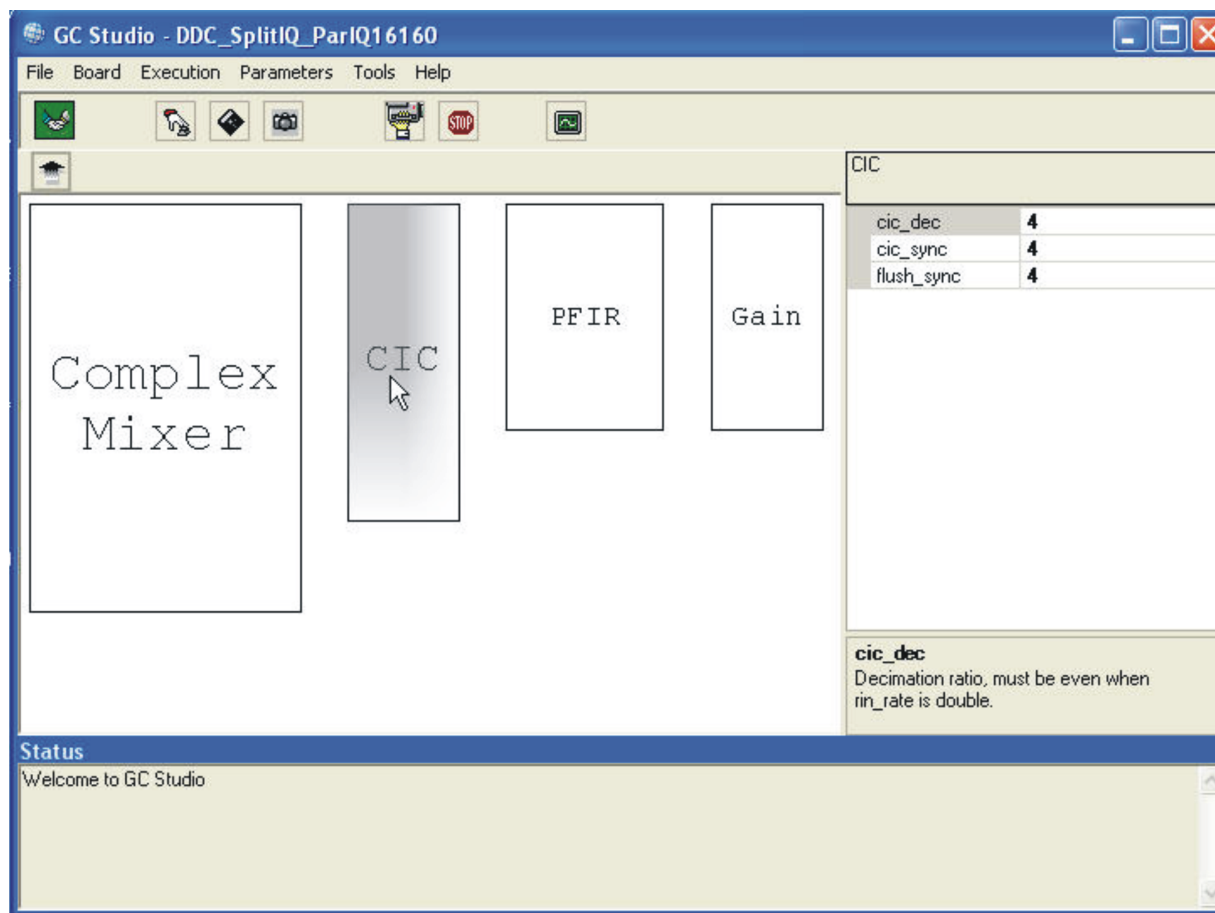 GC Studio - DDC_SplitIQ_ParIQ16160
File Board Execution Parameters Tools Help
STOP
CIC
cic_dec 4
cic_sync 4
flush_sync 4
Complex
Mixer
CIC
PFIR
Gain
cic_dec
Decimation ratio, must be even when
rin_rate is double.
Status
Welcome to GC Studio